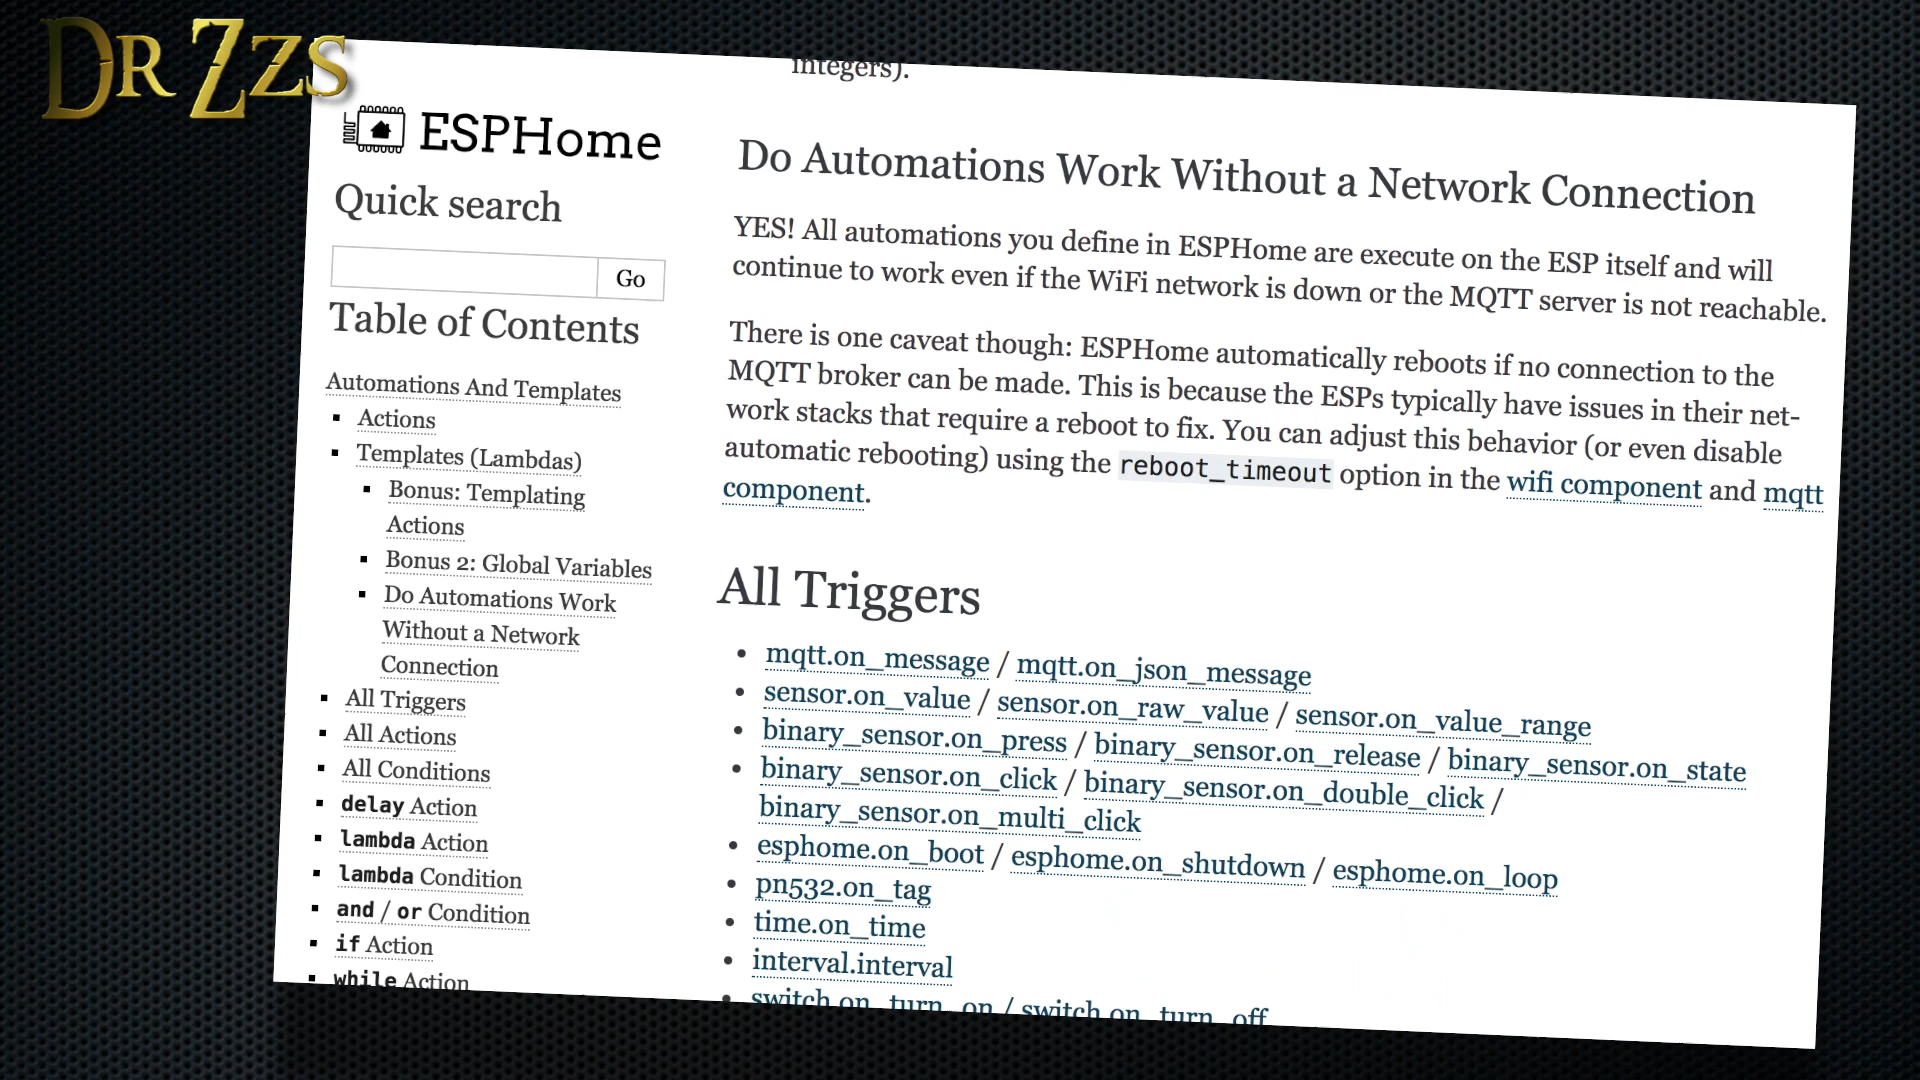 DR ZZS
integers).
ESPHome
Quick search
Go
Table of Contents
Automations And Templates
Actions
Templates (Lambdas)
Bonus: Templating
Actions
Bonus 2: Global Variables
Do Automations Work
Without a Network
Connection
All Triggers
All Actions
All Conditions
delay Action
lambda Action
lambda Condition
and / or Condition
if Action
while Action
Do Automations Work Without a Network Connection
YES! All automations you define in ESPHome are execute on the ESP itself and will
continue to work even if the WiFi network is down or the MQTT server is not reachable.
There is one caveat though: ESPHome automatically reboots if no connection to the
MQTT broker can be made. This is because the ESPs typically have issues in their net-
work stacks that require a reboot to fix. You can adjust this behavior (or even disable
automatic rebooting) using the reboot_timeout option in the wifi component and mqtt
component.
All Triggers
mqtt.on_message / mqtt.on_json_message
sensor.on_value / sensor.on_raw_value / sensor.on_value_range
binary_sensor.on_press / binary_sensor.on_release / binary_sensor.on_state
binary_sensor.on_click / binary_sensor.on_double_click /
binary_sensor.on_multi_click
esphome.on_boot / esphome.on_shutdown / esphome.on_loop
pn532.on_tag
time.on_time
interval.interval
switch.on_turn_on / switch.on_turn_off